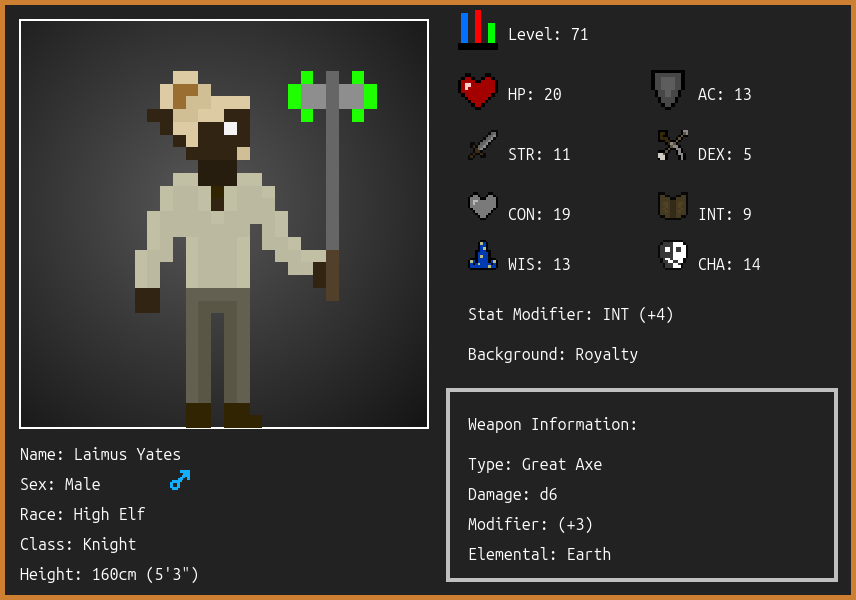 Level: 71
HP: 20 AC: 13
STR: 11 DEX: 5
CON: 19 INT: 9
WIS: 13 CHA: 14
Stat Modifier: INT (+4)
Background: Royalty
Weapon Information:
Type: Great Axe
Damage: d6
Modifier: (+3)
Elemental: Earth
Name: Laimus Yates
Sex: Male
Race: High Elf
Class: Knight
Height: 160cm (5'3")